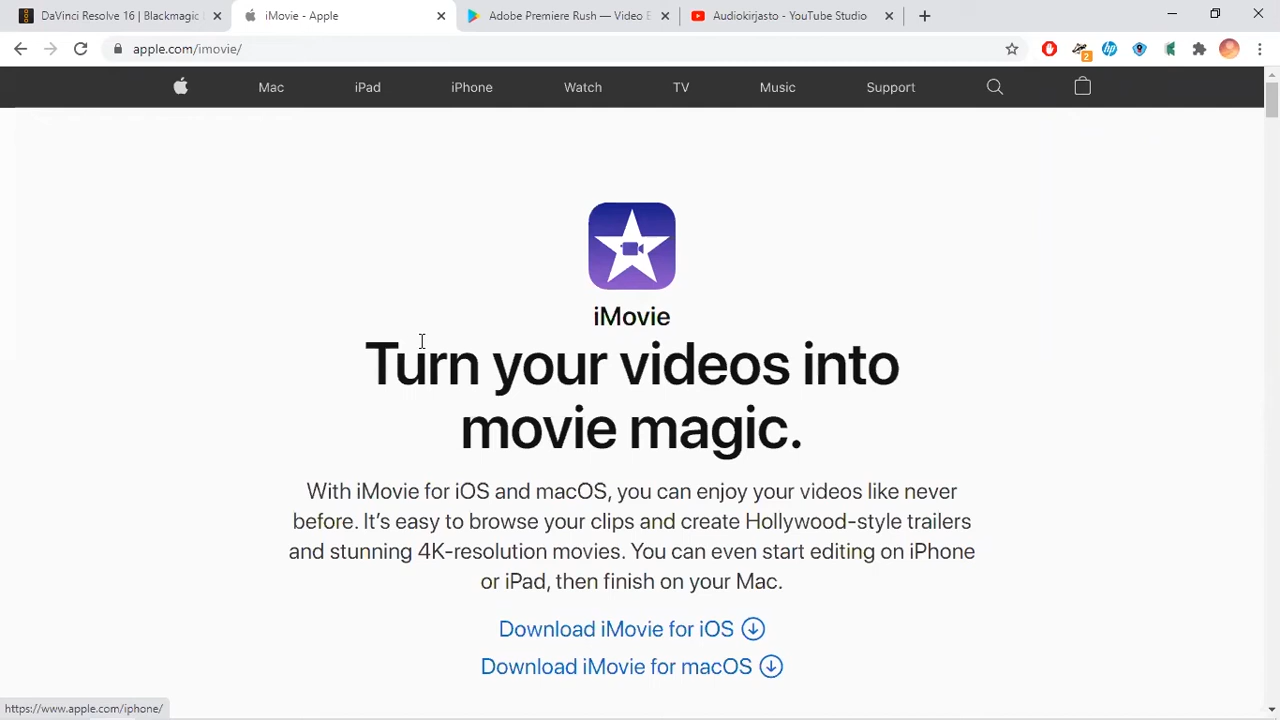 DaVinci Resolve 16 | Blackmagic
iMovie - Apple
Adobe Premiere Rush — Video E
Audiokirjasto - YouTube Studio
apple.com/imovie/
2
Mac
iPad
iPhone
Watch
TV
Music
Support
iMovie
Turn your videos into
movie magic.
With iMovie for iOS and macOS, you can enjoy your videos like never
before. It’s easy to browse your clips and create Hollywood-style trailers
and stunning 4K-resolution movies. You can even start editing on iPhone
or iPad, then finish on your Mac.
Download iMovie for iOS
Download iMovie for macOS
https://www.apple.com/iphone/